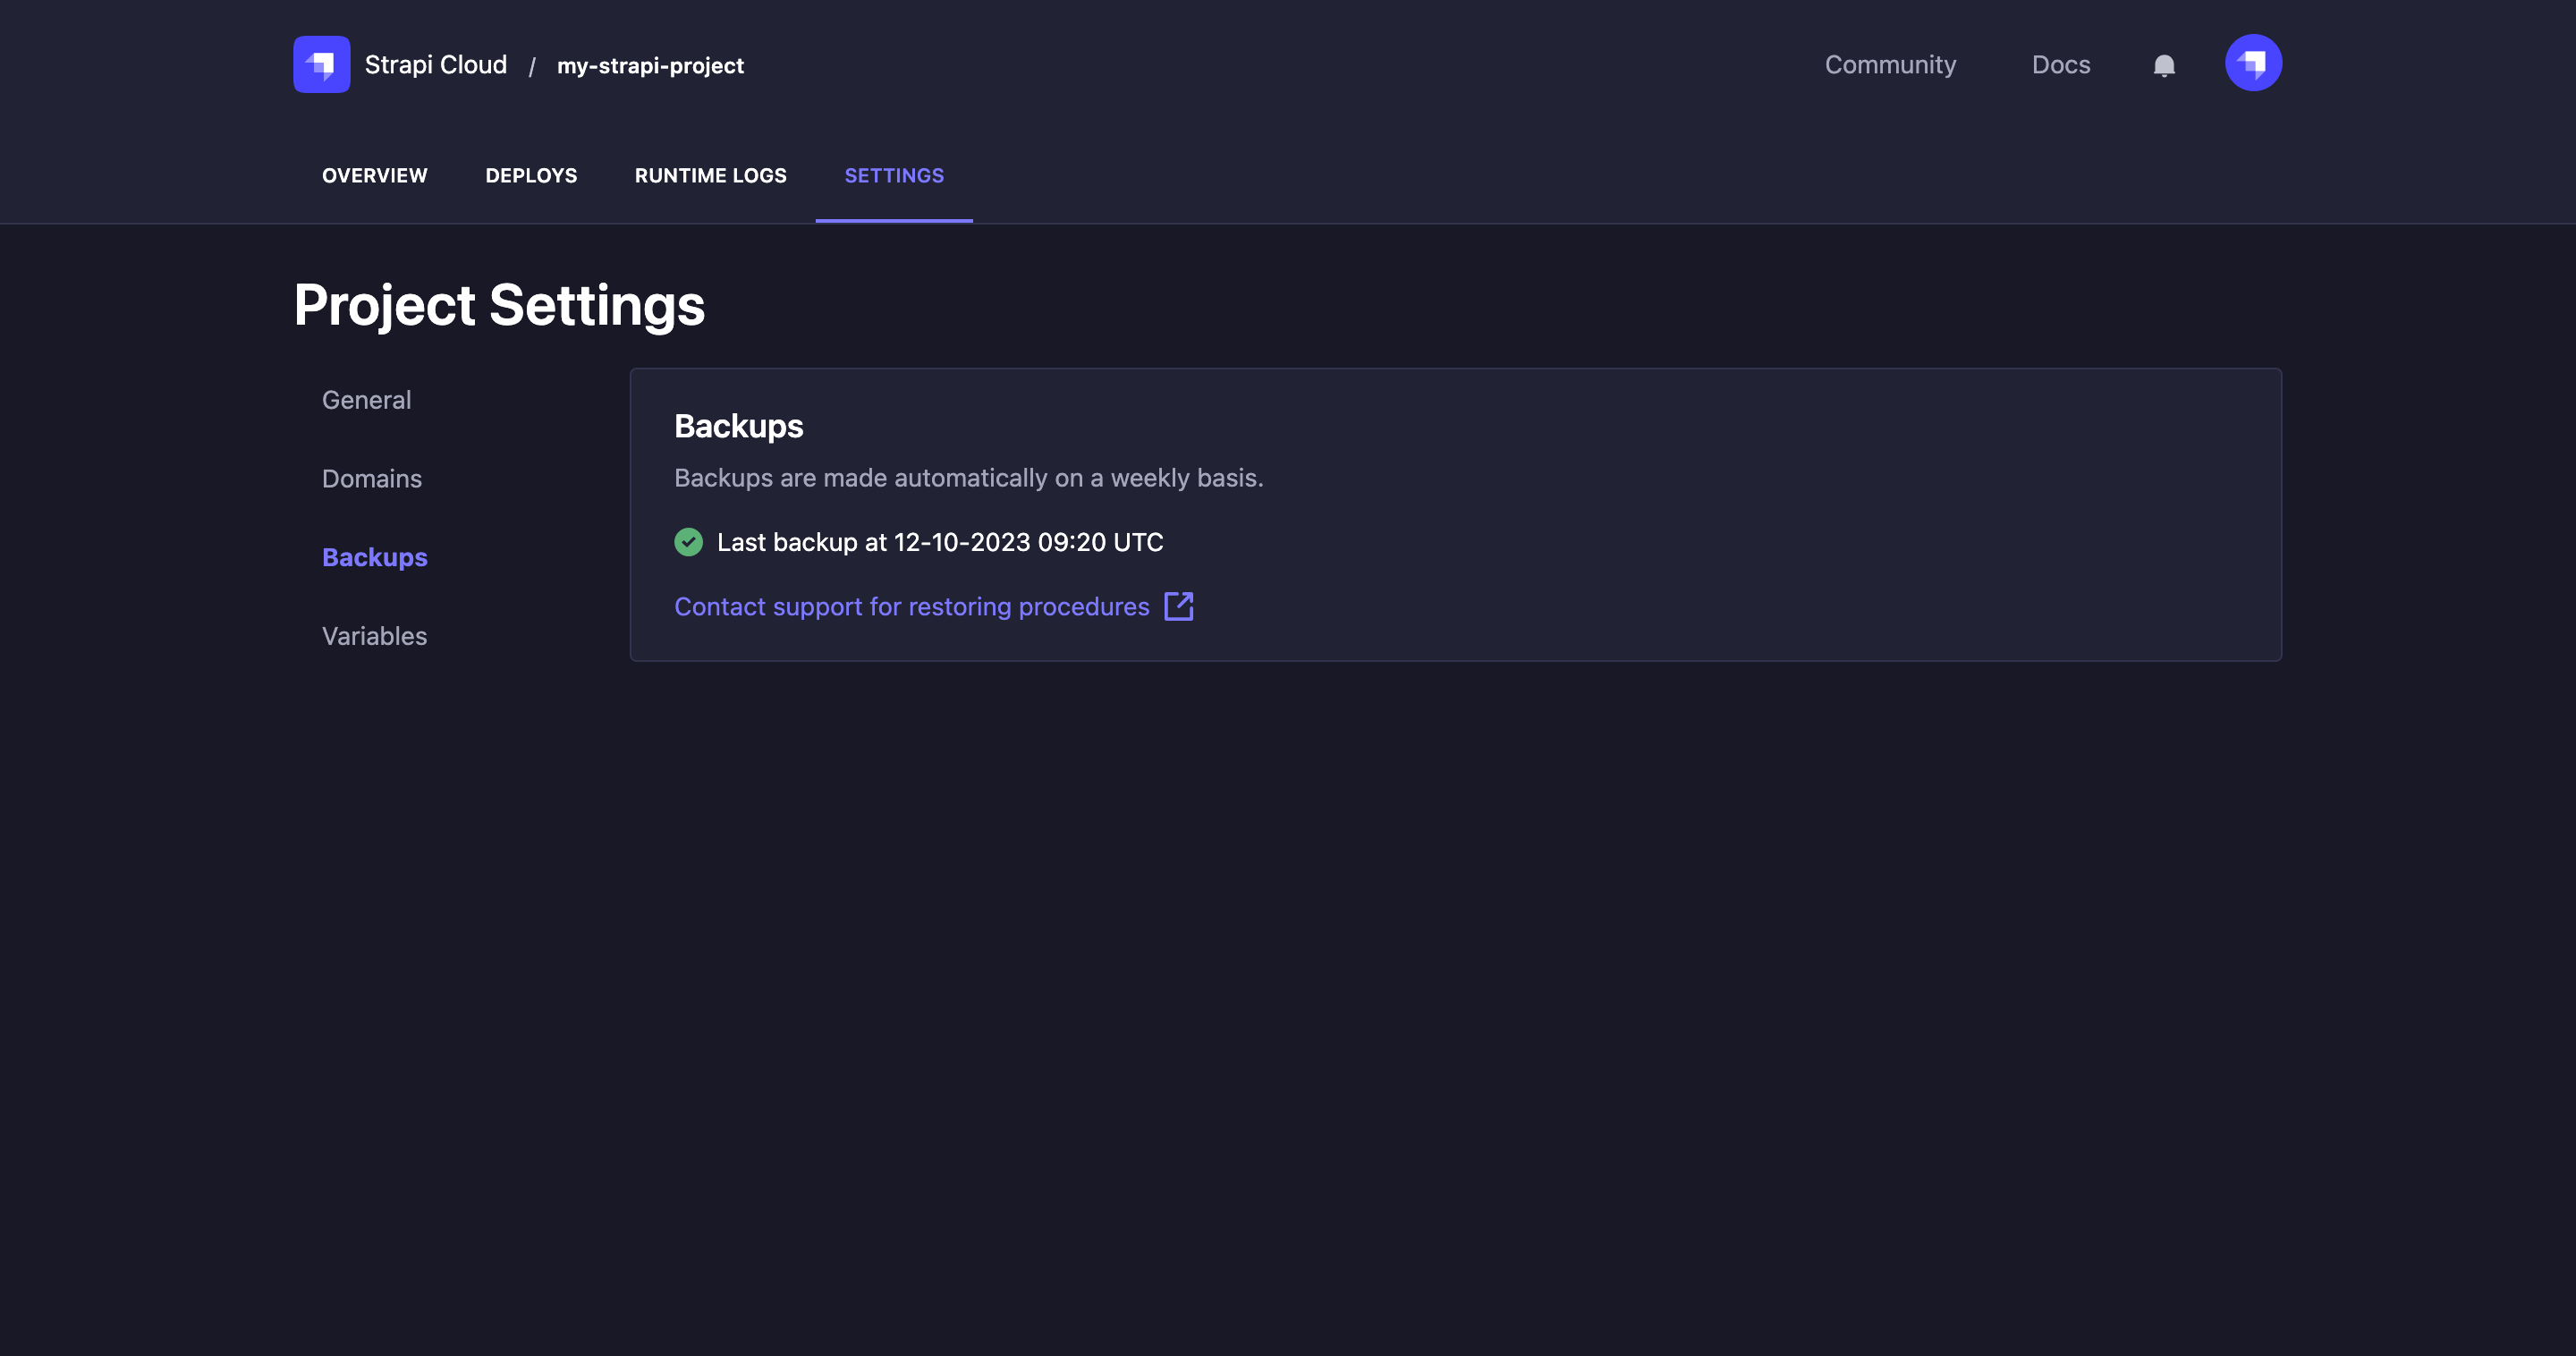 Strapi Cloud / my-strapi-project
Community
Docs
OVERVIEW
DEPLOYS
RUNTIME LOGS
SETTINGS
Project Settings
General
Domains
Backups
Variables
Backups
Backups are made automatically on a weekly basis.
Last backup at 12-10-2023 09:20 UTC
Contact support for restoring procedures